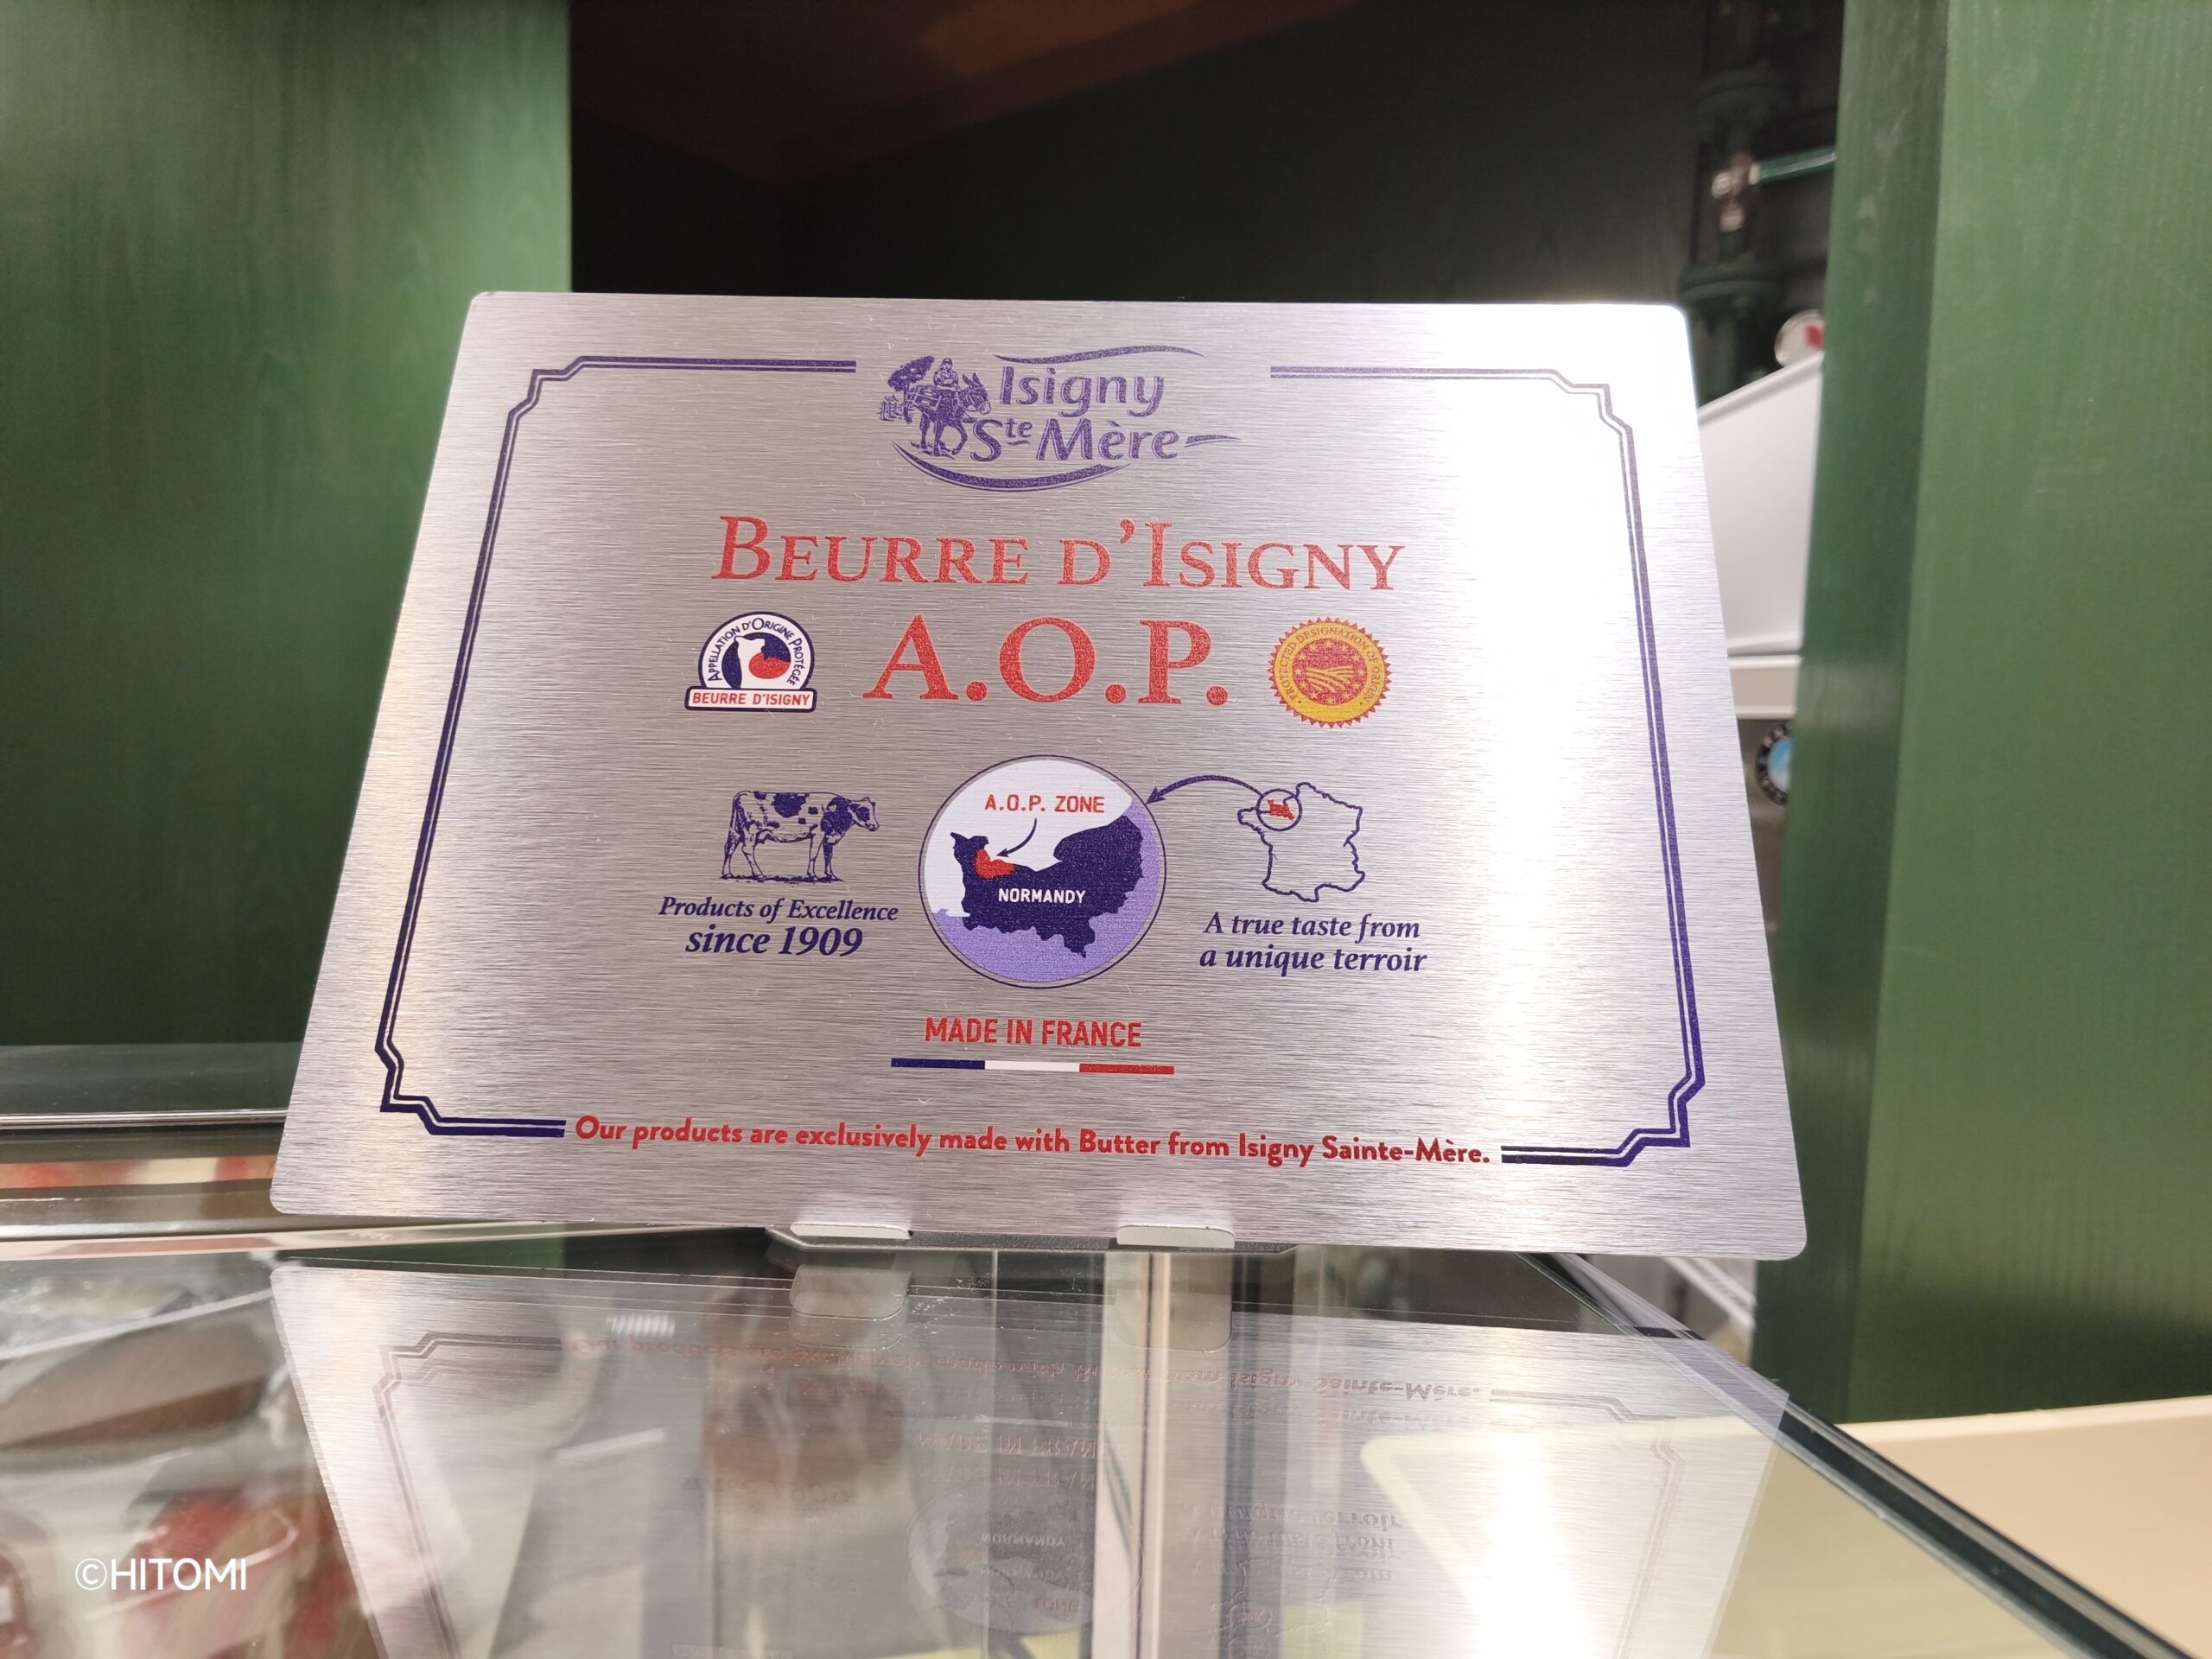 Isigny
Ste Mère
BEURRE D'ISIGNY
APPELLATION D'ORIGINE PROTÉGÉE
BEURRE D'ISIGNY
A.O.P.
PROTECTED DESIGNATION OF ORIGIN
A.O.P. ZONE
NORMANDY
Products of Excellence
since 1909
A true taste from
a unique terroir
MADE IN FRANCE
Our products are exclusively made with Butter from Isigny Sainte-Mère.
©HITOMI